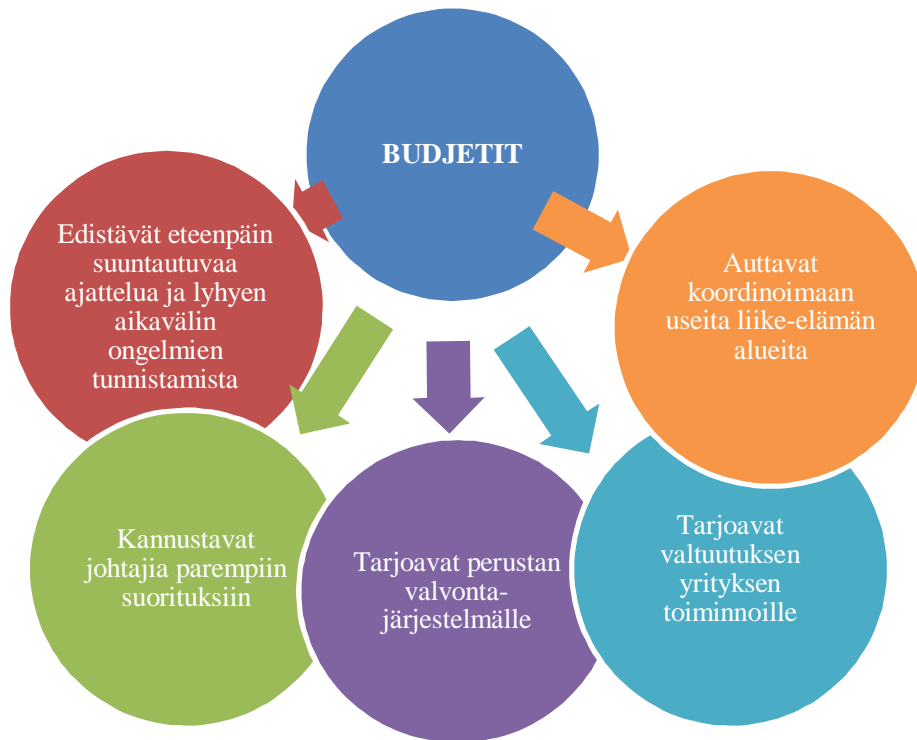 BUDJETIT
Edistävät eteenpäin
suuntautuvaa
ajattelua ja lyhyen
aikavälin
ongelmien
tunnistamista
Auttavat
koordinoimaan
useita liike-elämän
alueita
Kannustavat
johtajia parempiin
suorituksiin
Tarjoavat perustan
valvonta-
järjestelmälle
Tarjoavat
valtuutuksen
yrityksen
toiminnoille